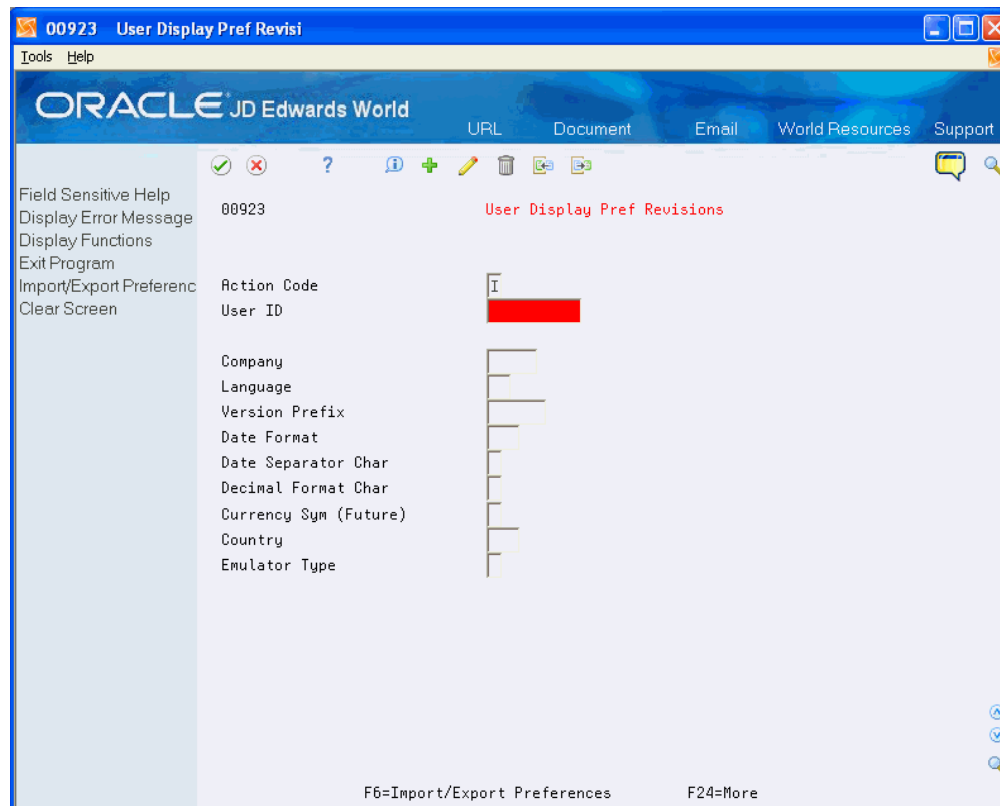 00923 User Display Pref Revisi
Tools Help
ORACLE JD Edwards World
URL Document Email World Resources Support
Field Sensitive Help
Display Error Message
Display Functions
Exit Program
Import/Export Preferenc
Clear Screen
00923 User Display Pref Revisions
Action Code I
User ID
Company
Language
Version Prefix
Date Format
Date Separator Char
Decimal Format Char
Currency Sym (Future)
Country
Emulator Type
F6=Import/Export Preferences F24=More